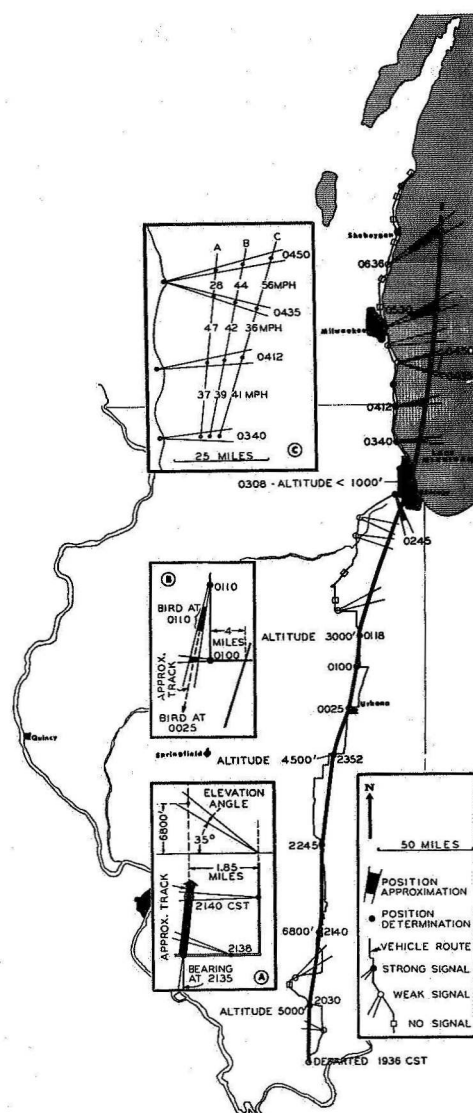 Sheboygan
0636
0530
Milwaukee
0450
0435
0412
0340
0308 - ALTITUDE < 1000'
0245
A
B
C
0450
28 44 56MPH
0435
47 42 36MPH
0412
37 39 41 MPH
0340
25 MILES
C
B
0110
BIRD AT
0110
4
MILES
0100
APPROX.
TRACK
BIRD AT
0025
ALTITUDE 3000' 0118
0100
0025
Urbana
Quincy
Springfield
ALTITUDE
4500' 2352
ELEVATION
ANGLE
6800'
35°
1.85
MILES
2140 CST
APPROX. TRACK
2138
BEARING
AT 2135
A
2245
6800' 2140
ALTITUDE 5000' 2030
DEPARTED 1936 CST
N
50 MILES
POSITION
APPROXIMATION
POSITION
DETERMINATION
VEHICLE ROUTE
STRONG SIGNAL
WEAK SIGNAL
NO SIGNAL